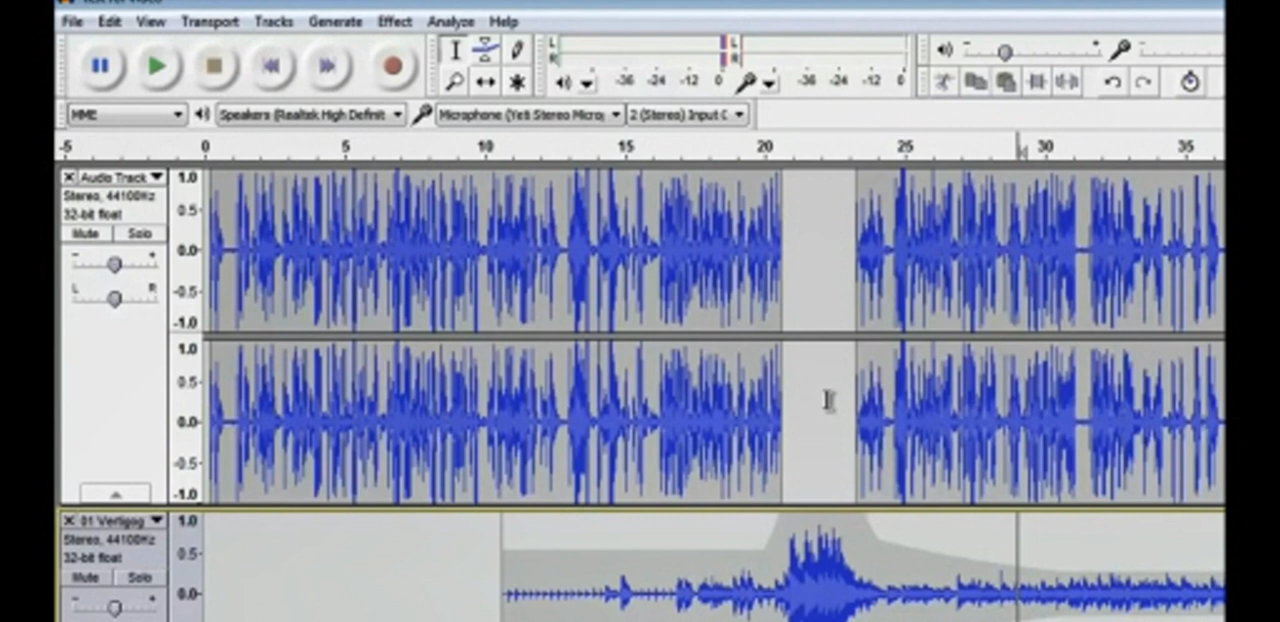 File Edit View Transport Tracks Generate Effect Analyze Help
L
R
L
R
-36 -24 -12 0
-36 -24 -12 0
MME
Speakers (Realtek High Definit
Microphone (Yeti Stereo Micro
2 (Stereo) Input C
-5 0 5 10 15 20 25 30 35
Audio Track
Stereo, 44100Hz
32-bit float
Mute Solo
- +
L R
1.0
0.5
0.0
-0.5
-1.0
1.0
0.5
0.0
-0.5
-1.0
01 Vertigog
Stereo, 44100Hz
32-bit float
Mute Solo
- +
1.0
0.5
0.0